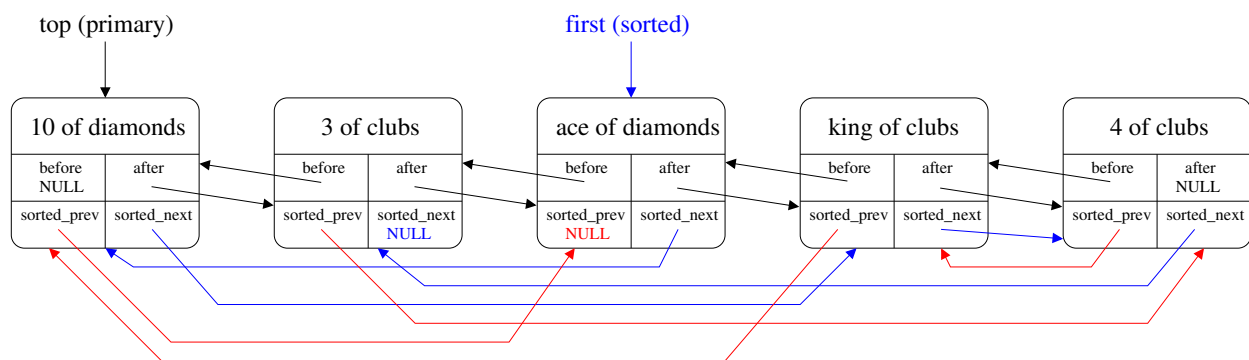 top (primary)
first (sorted)
10 of diamonds
3 of clubs
ace of diamonds
king of clubs
4 of clubs
before
NULL
after
before
after
before
after
before
after
before
after
NULL
sorted_prev
sorted_next
sorted_prev
sorted_next
NULL
sorted_prev
NULL
sorted_next
sorted_prev
sorted_next
sorted_prev
sorted_next